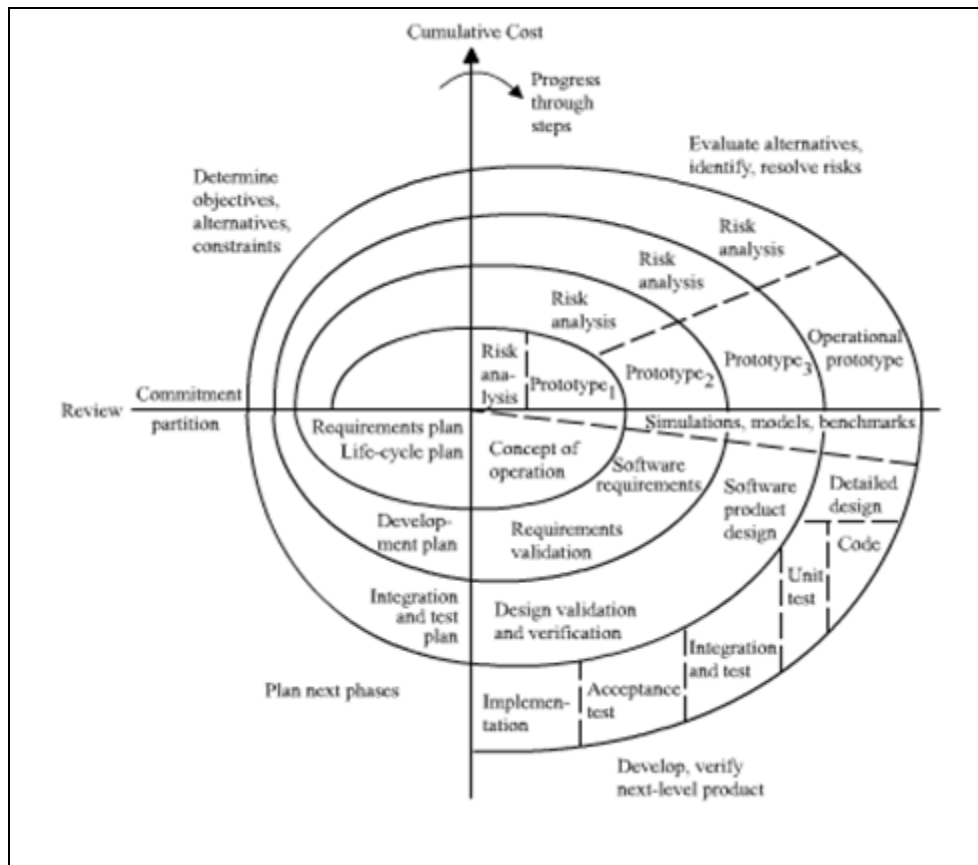 Cumulative Cost
Progress
through
steps
Evaluate alternatives,
identify, resolve risks
Determine
objectives,
alternatives,
constraints
Risk
analysis
Risk
analysis
Risk
analysis
Risk
ana-
lysis
Prototype1
Prototype2
Prototype3
Operational
prototype
Review
Commitment
partition
Simulations, models, benchmarks
Requirements plan
Life-cycle plan
Concept of
operation
Software
requirements
Software
product
design
Detailed
design
Code
Develop-
ment plan
Requirements
validation
Unit
test
Integration
and test
plan
Design validation
and verification
Integration
and test
Plan next phases
Implemen-
tation
Acceptance
test
Develop, verify
next-level product